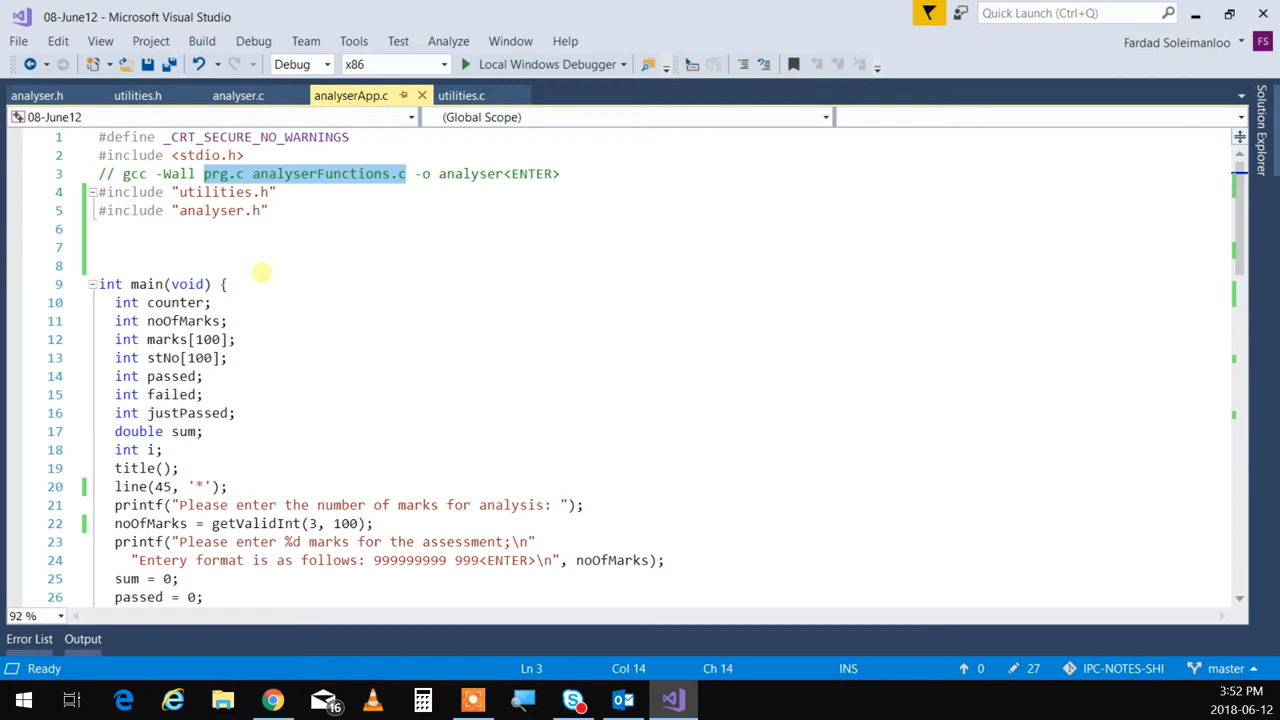 08-June12 - Microsoft Visual Studio
Quick Launch (Ctrl+Q)
File Edit View Project Build Debug Team Tools Test Analyze Window Help
Fardad Soleimanloo FS
Debug x86 Local Windows Debugger
analyser.h utilities.h analyser.c analyserApp.c utilities.c
Solution Explorer
08-June12 (Global Scope)
1 #define _CRT_SECURE_NO_WARNINGS
2 #include <stdio.h>
3 // gcc -Wall prg.c analyserFunctions.c -o analyser<ENTER>
4 #include "utilities.h"
5 #include "analyser.h"
6
7
8
9 int main(void) {
10 int counter;
11 int noOfMarks;
12 int marks[100];
13 int stNo[100];
14 int passed;
15 int failed;
16 int justPassed;
17 double sum;
18 int i;
19 title();
20 line(45, '*');
21 printf("Please enter the number of marks for analysis: ");
22 noOfMarks = getValidInt(3, 100);
23 printf("Please enter %d marks for the assessment;\n"
24 "Entery format is as follows: 999999999 999<ENTER>\n", noOfMarks);
25 sum = 0;
26 passed = 0;
92 %
Error List Output
Ready Ln 3 Col 14 Ch 14 INS 0 27 IPC-NOTES-SHI master
16
3:52 PM
2018-06-12